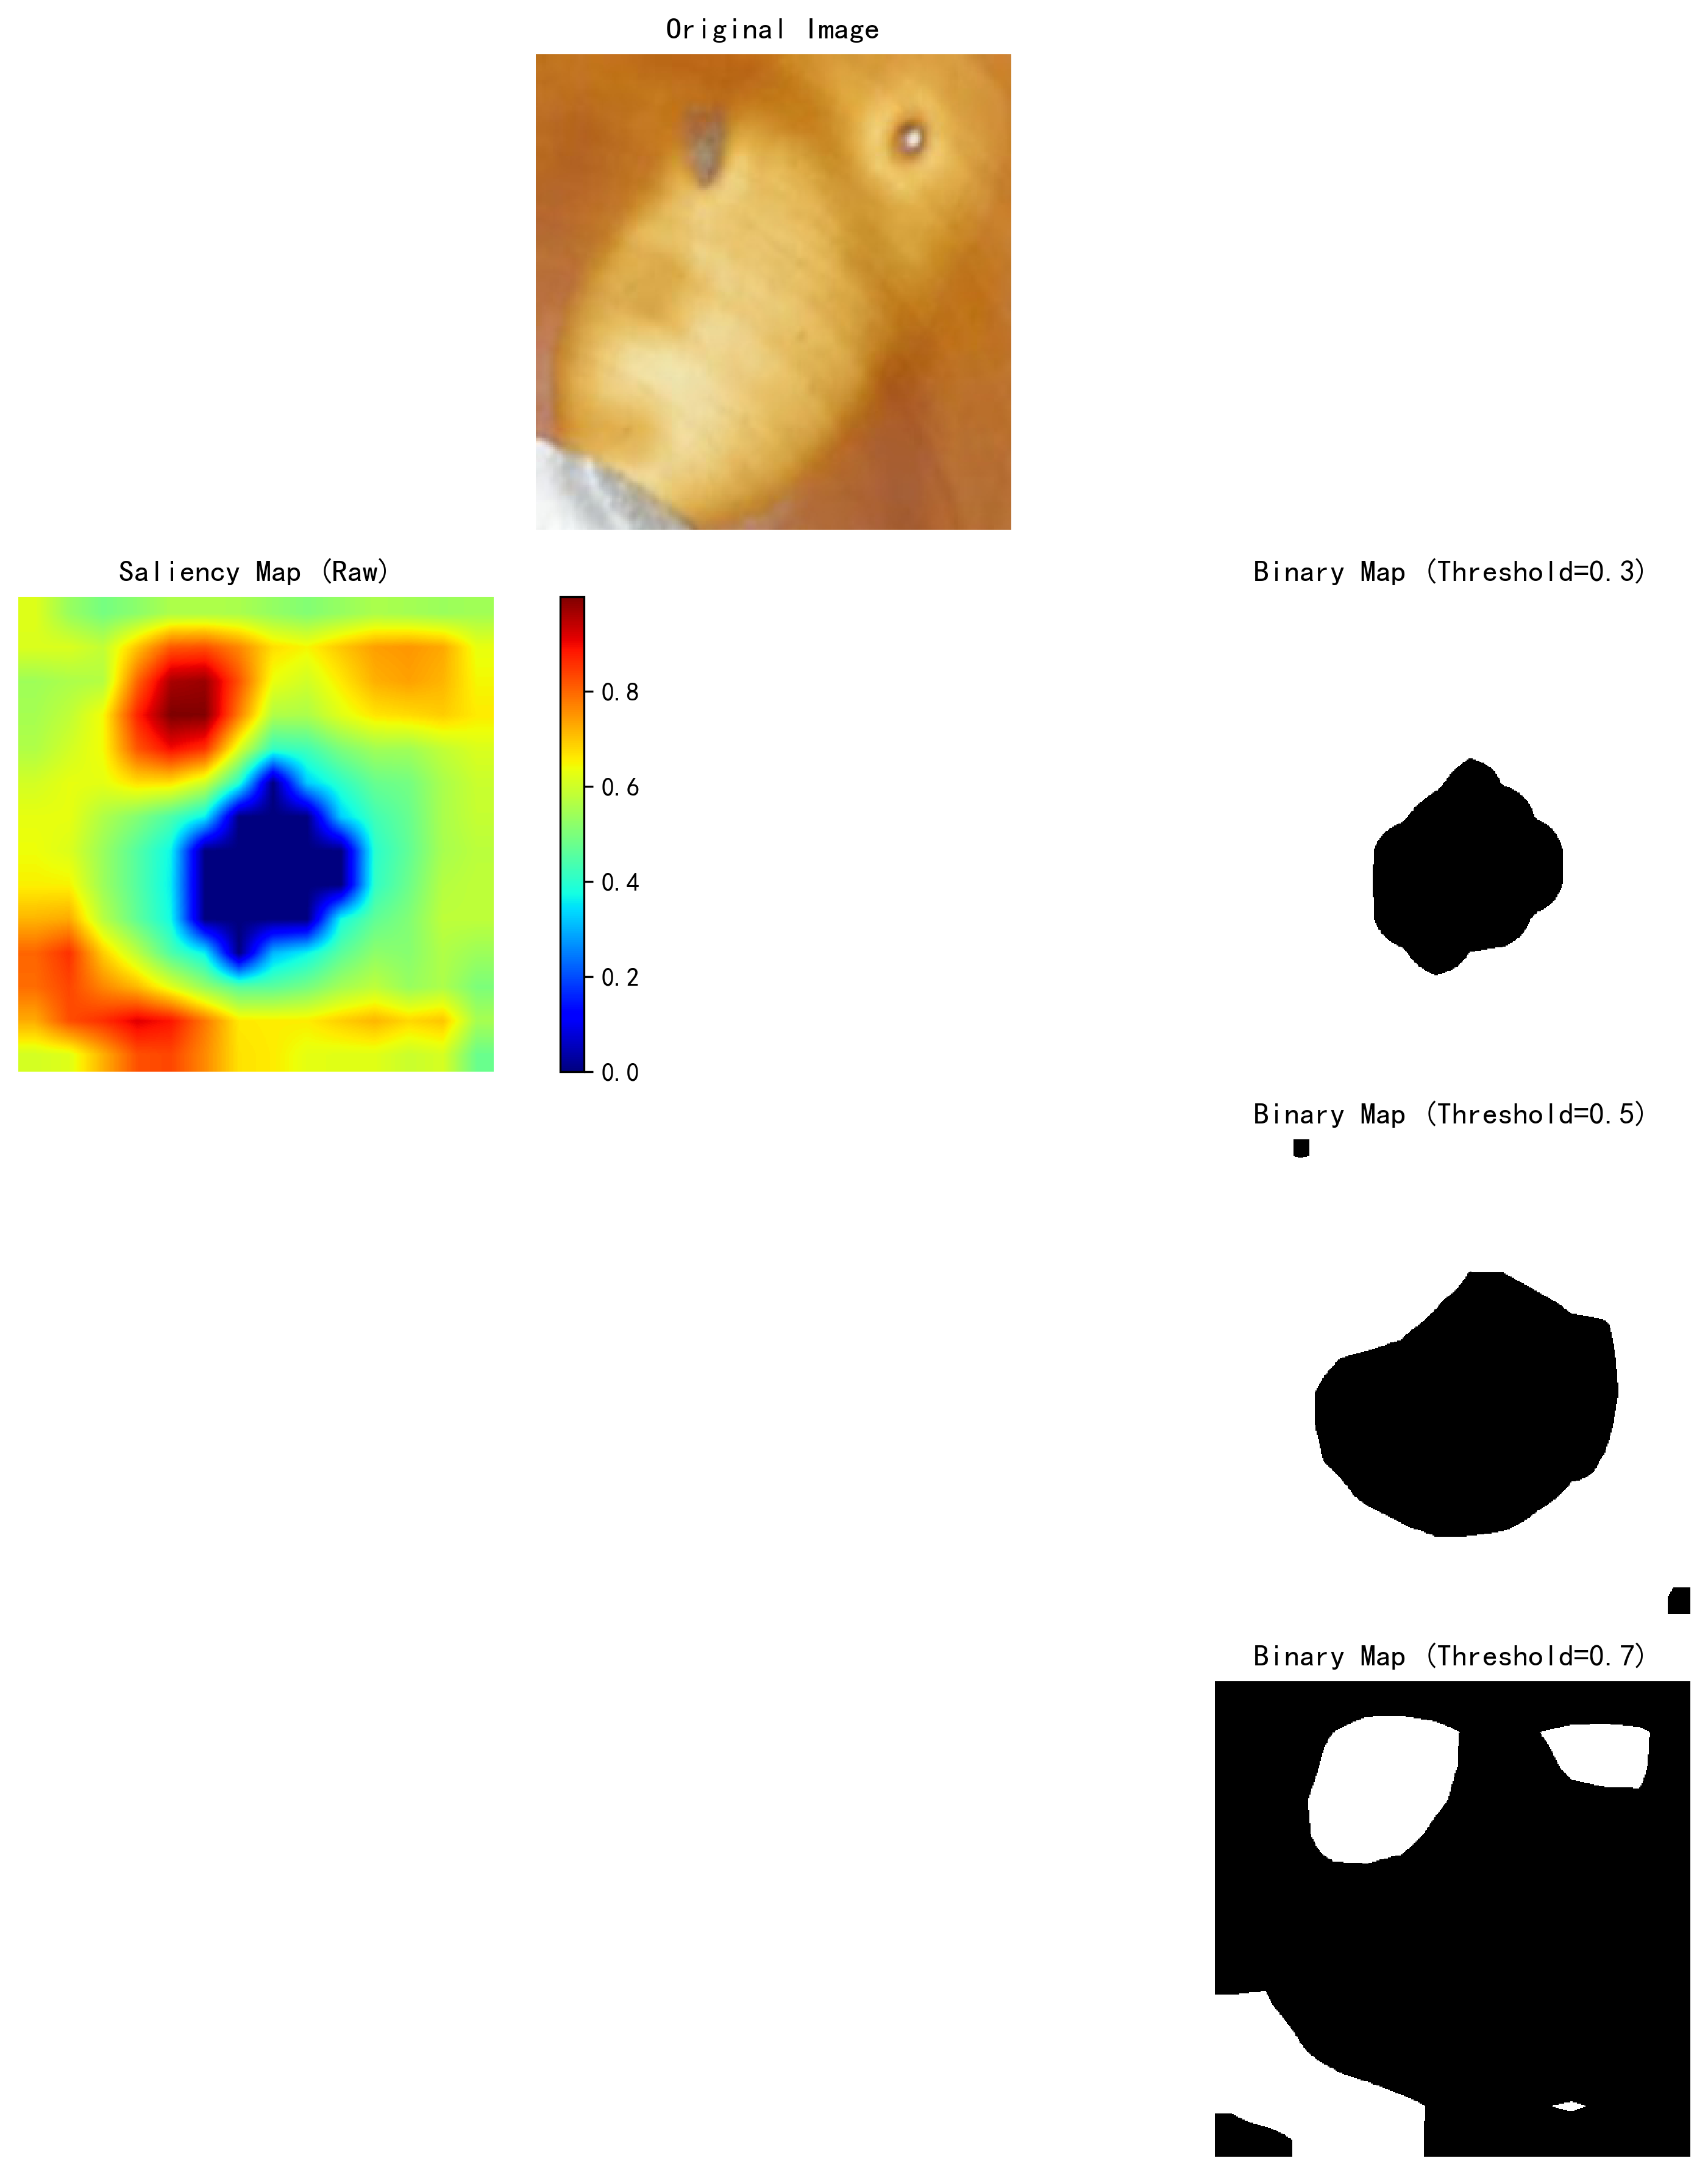 Original Image
Saliency Map (Raw)
Binary Map (Threshold=0.3)
0.8
0.6
0.4
0.2
0.0
Binary Map (Threshold=0.5)
Binary Map (Threshold=0.7)